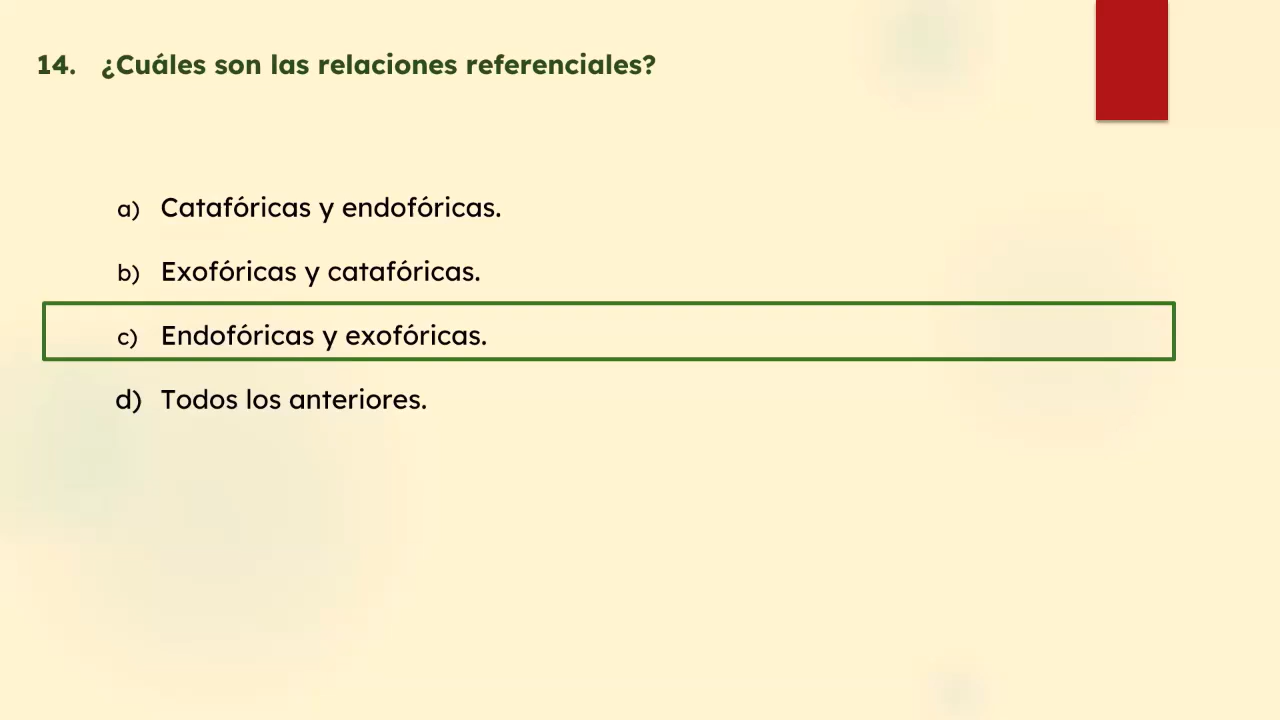 14. ¿Cuáles son las relaciones referenciales?
a) Catafóricas y endofóricas.
b) Exofóricas y catafóricas.
c) Endofóricas y exofóricas.
d) Todos los anteriores.